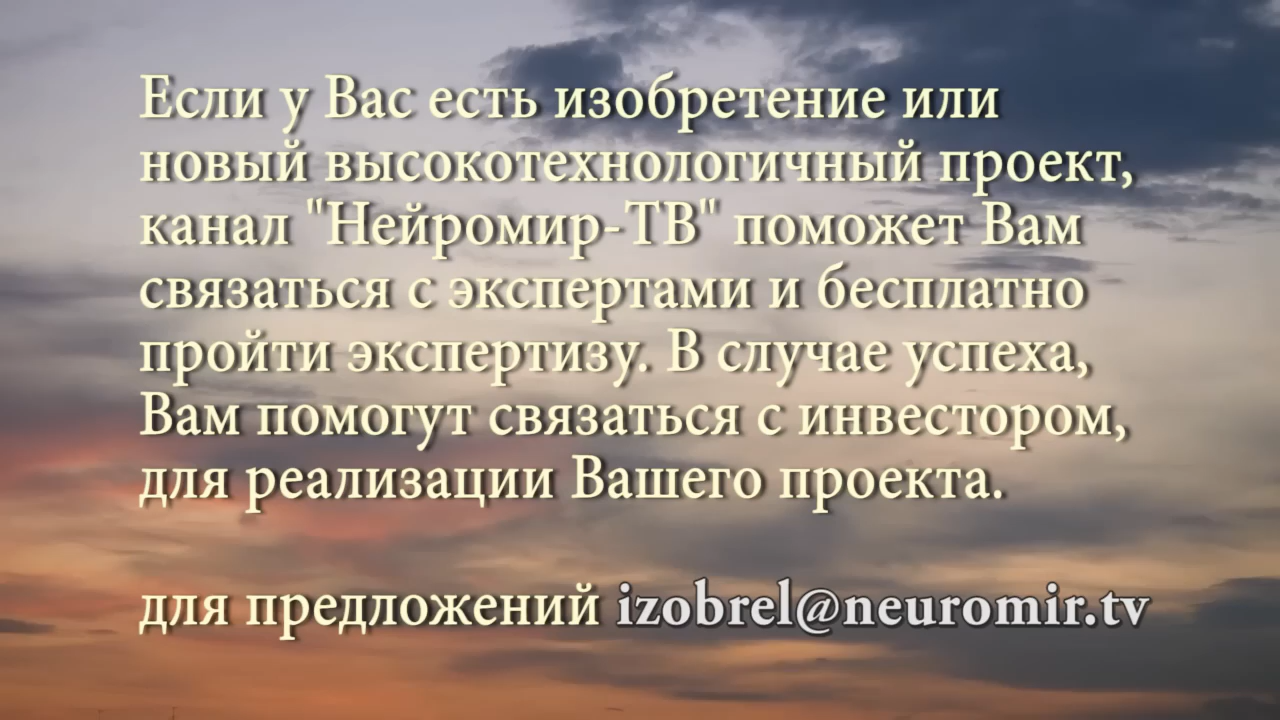 Если у Вас есть изобретение или
новый высокотехнологичный проект,
канал "Нейромир-ТВ" поможет Вам
связаться с экспертами и бесплатно
пройти экспертизу. В случае успеха,
Вам помогут связаться с инвестором,
для реализации Вашего проекта.
для предложений izobrel@neuromir.tv